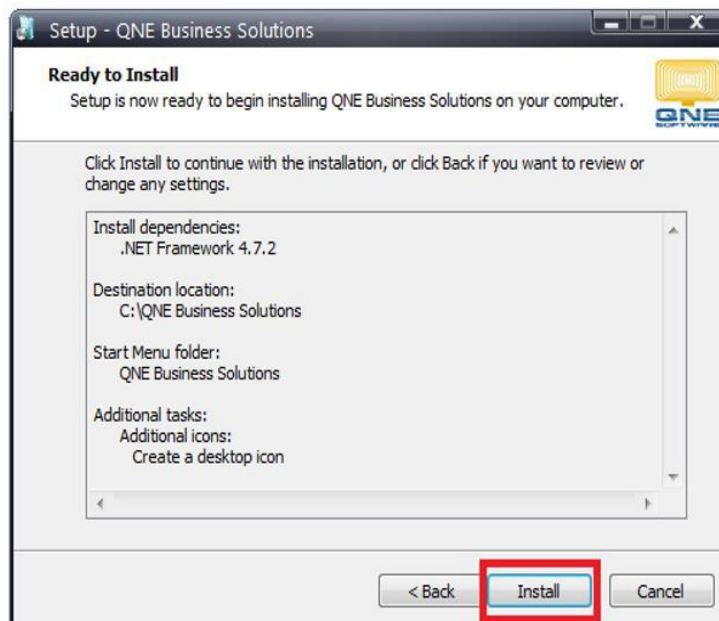 Setup - QNE Business Solutions
Ready to Install
Setup is now ready to begin installing QNE Business Solutions on your computer.
QNE
SOFTWARE
Click Install to continue with the installation, or click Back if you want to review or
change any settings.
Install dependencies:
.NET Framework 4.7.2
Destination location:
C:\QNE Business Solutions
Start Menu folder:
QNE Business Solutions
Additional tasks:
Additional icons:
Create a desktop icon
< Back
Install
Cancel